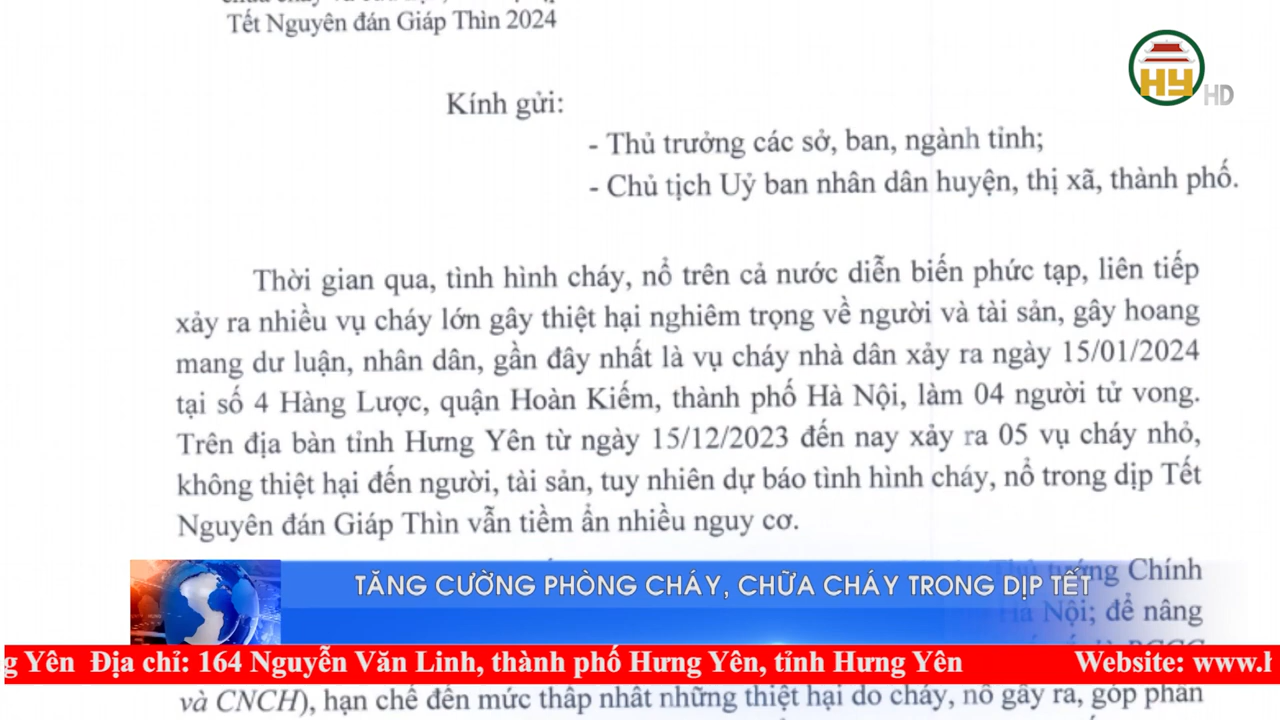 Tết Nguyên đán Giáp Thìn 2024
HY HD
Kính gửi:
- Thủ trưởng các sở, ban, ngành tỉnh;
- Chủ tịch Uỷ ban nhân dân huyện, thị xã, thành phố.
Thời gian qua, tình hình cháy, nổ trên cả nước diễn biến phức tạp, liên tiếp
xảy ra nhiều vụ cháy lớn gây thiệt hại nghiêm trọng về người và tài sản, gây hoang
mang dư luận, nhân dân, gần đây nhất là vụ cháy nhà dân xảy ra ngày 15/01/2024
tại số 4 Hàng Lược, quận Hoàn Kiếm, thành phố Hà Nội, làm 04 người tử vong.
Trên địa bàn tỉnh Hưng Yên từ ngày 15/12/2023 đến nay xảy ra 05 vụ cháy nhỏ,
không thiệt hại đến người, tài sản, tuy nhiên dự báo tình hình cháy, nổ trong dịp Tết
Nguyên đán Giáp Thìn vẫn tiềm ẩn nhiều nguy cơ.
Thủ tướng Chính
TĂNG CƯỜNG PHÒNG CHÁY, CHỮA CHÁY TRONG DỊP TẾT
Hà Nội; để nâng
g Yên Địa chỉ: 164 Nguyễn Văn Linh, thành phố Hưng Yên, tỉnh Hưng Yên Website: www.h
và CNCH), hạn chế đến mức thấp nhất những thiệt hại do cháy, nổ gây ra, góp phần